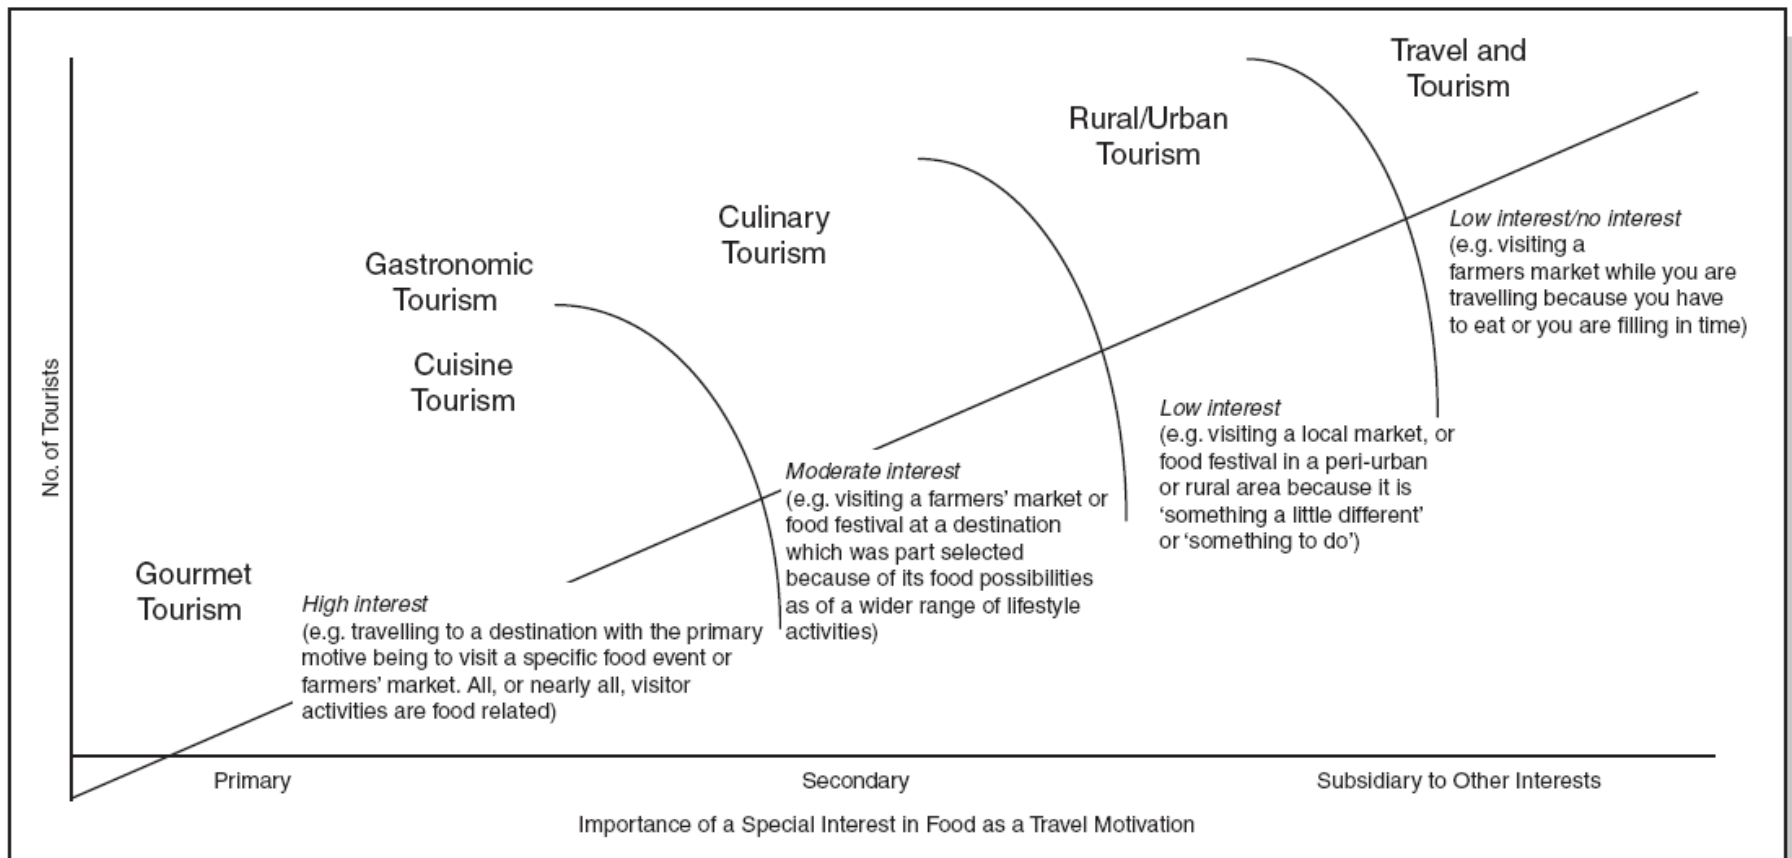 Travel and
Tourism
Rural/Urban
Tourism
Culinary
Tourism
Gastronomic
Tourism
Cuisine
Tourism
Gourmet
Tourism
No. of Tourists
High interest
(e.g. travelling to a destination with the primary
motive being to visit a specific food event or
farmers’ market. All, or nearly all, visitor
activities are food related)
Moderate interest
(e.g. visiting a farmers’ market or
food festival at a destination
which was part selected
because of its food possibilities
as of a wider range of lifestyle
activities)
Low interest
(e.g. visiting a local market, or
food festival in a peri-urban
or rural area because it is
‘something a little different’
or ‘something to do’)
Low interest/no interest
(e.g. visiting a
farmers market while you are
travelling because you have
to eat or you are filling in time)
Primary
Secondary
Subsidiary to Other Interests
Importance of a Special Interest in Food as a Travel Motivation